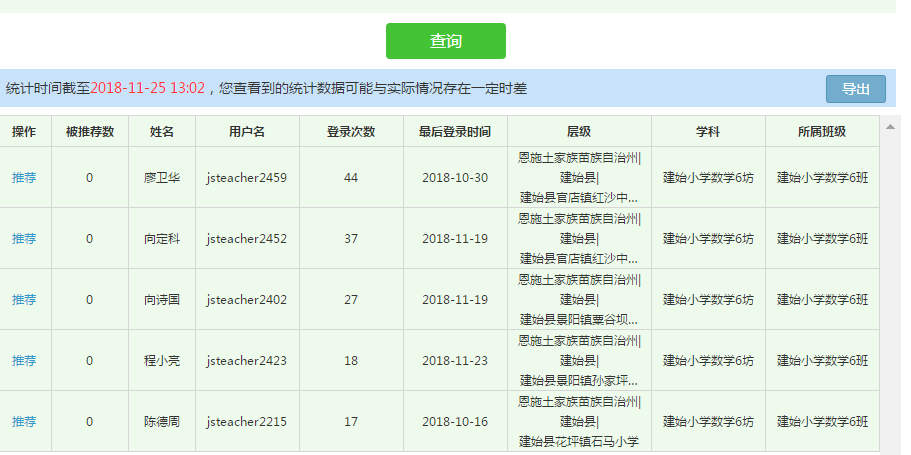 查询
统计时间截至2018-11-25 13:02，您查看到的统计数据可能与实际情况存在一定时差 导出
操作 被推荐数 姓名 用户名 登录次数 最后登录时间 层级 学科 所属班级
恩施土家族苗族自治州|
推荐 0 廖卫华 jsteacher2459 44 2018-10-30 建始县| 建始小学数学6坊 建始小学数学6班
建始县官店镇红沙中...
恩施土家族苗族自治州|
推荐 0 向定科 jsteacher2452 37 2018-11-19 建始县| 建始小学数学6坊 建始小学数学6班
建始县官店镇红沙中...
恩施土家族苗族自治州|
推荐 0 向诗国 jsteacher2402 27 2018-11-19 建始县| 建始小学数学6坊 建始小学数学6班
建始县景阳镇粟谷坝...
恩施土家族苗族自治州|
推荐 0 程小亮 jsteacher2423 18 2018-11-23 建始县| 建始小学数学6坊 建始小学数学6班
建始县景阳镇孙家坪...
恩施土家族苗族自治州|
推荐 0 陈德周 jsteacher2215 17 2018-10-16 建始县| 建始小学数学6坊 建始小学数学6班
建始县花坪镇石马小学